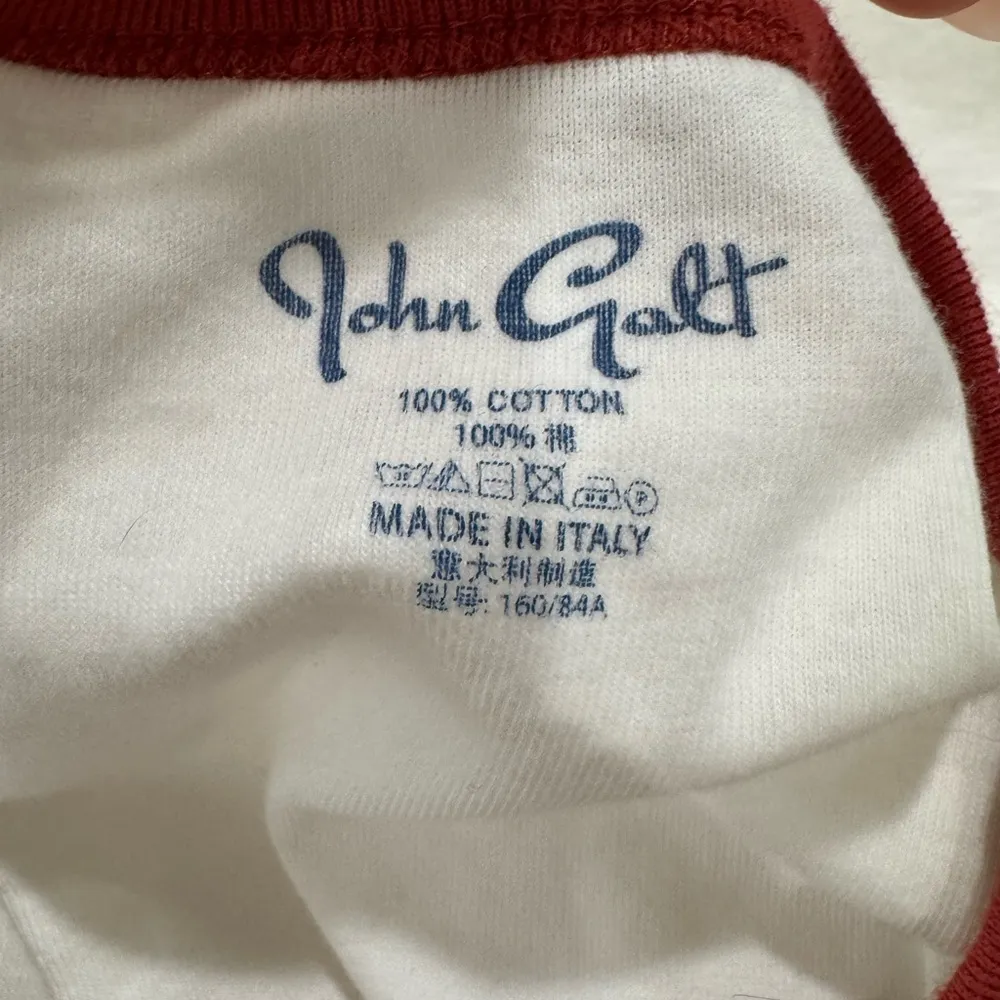 John Galt
100% COTTON
100% 棉
P
MADE IN ITALY
意大利制造
型号: 160/84A